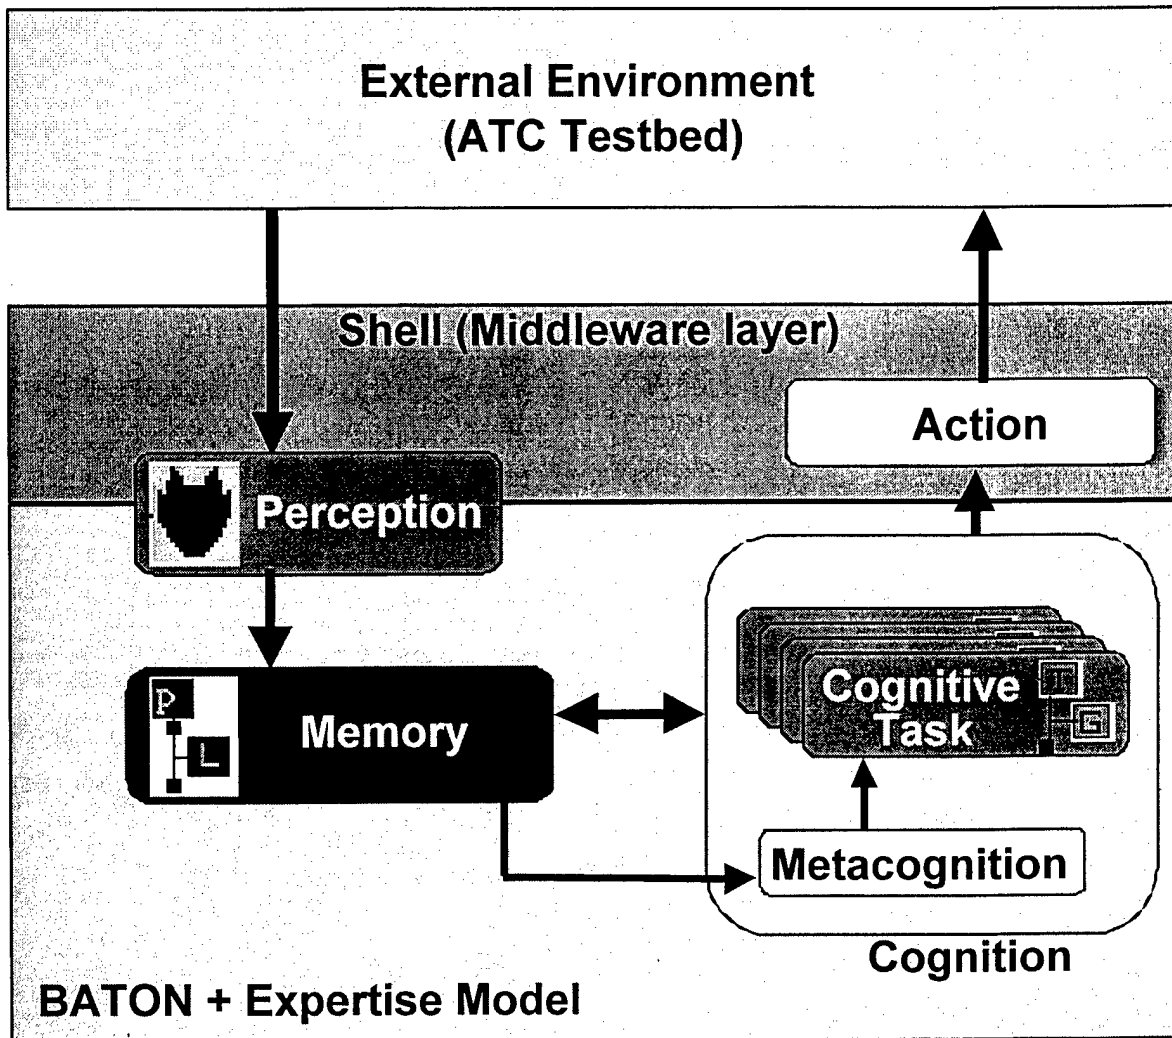 External Environment
(ATC Testbed)
Shell (Middleware layer)
Action
Perception
P
L
Memory
Cognitive
Task
T
G
Metacognition
Cognition
BATON + Expertise Model